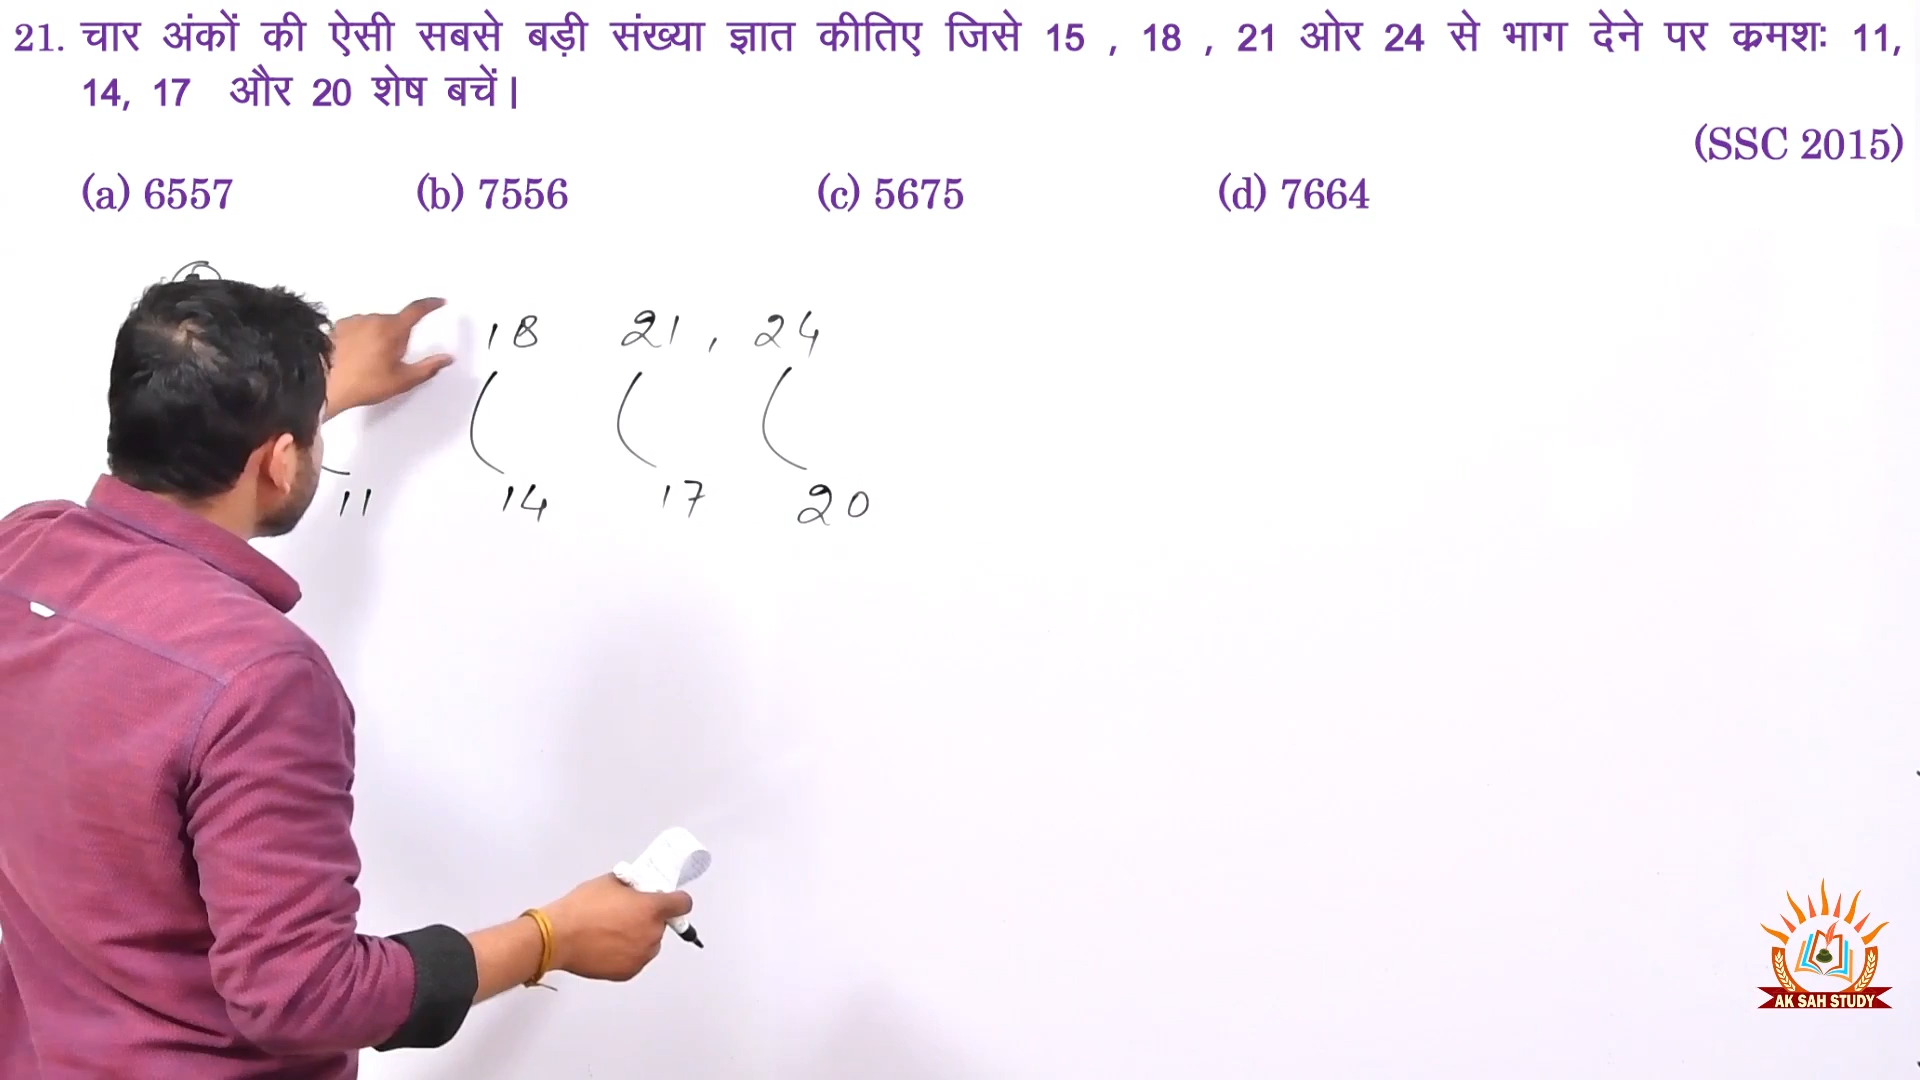 21. चार अंकों की ऐसी सबसे बड़ी संख्या ज्ञात कीतिए जिसे 15 , 18 , 21 ओर 24 से भाग देने पर क्रमशः 11,
14, 17 और 20 शेष बचें।
(SSC 2015)
(a) 6557 (b) 7556 (c) 5675 (d) 7664
18 21 , 24
11 14 17 20
AK SAH STUDY